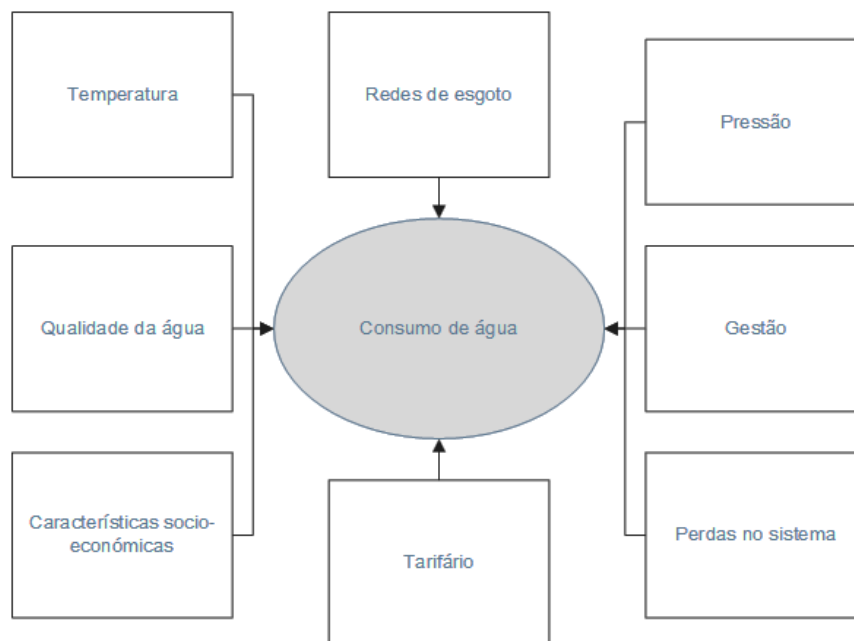 Temperatura
Redes de esgoto
Pressão
Qualidade da água
Consumo de água
Gestão
Características socio-
económicas
Tarifário
Perdas no sistema